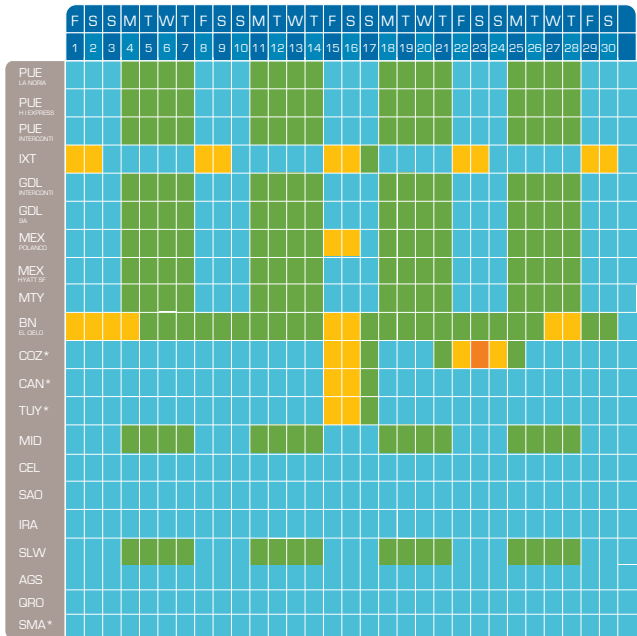 F S S M T W T F S S M T W T F S S M T W T F S S M T W T F S
1 2 3 4 5 6 7 8 9 10 11 12 13 14 15 16 17 18 19 20 21 22 23 24 25 26 27 28 29 30
PUE
LA NORIA
PUE
H I EXPRESS
PUE
INTERCONTI
IXT
GDL
INTERCONTI
GDL
SIA
MEX
POLANCO
MEX
HYATT SF
MTY
BN
EL CIELO
COZ*
CAN*
TUY*
MID
CEL
SAO
IRA
SLW
AGS
QRO
SMA*